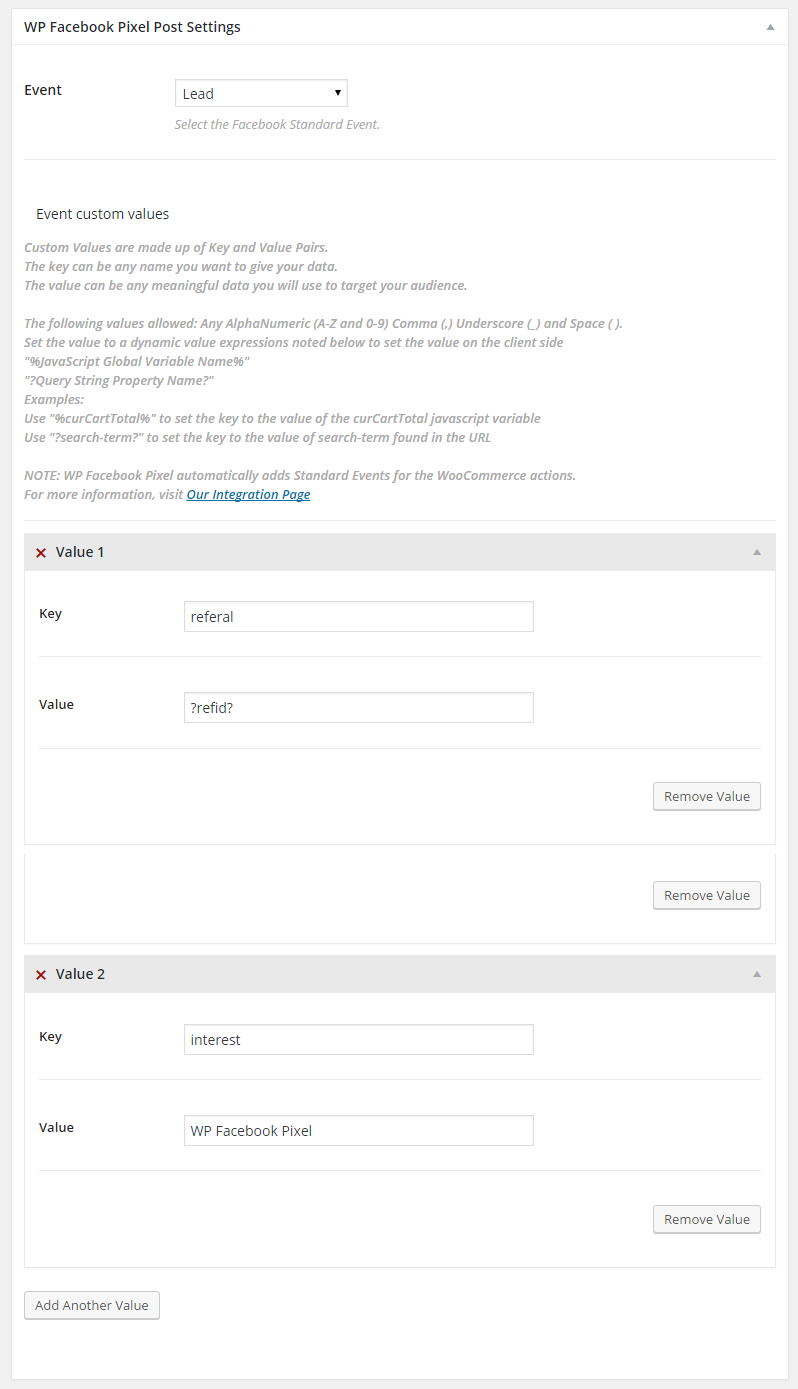 WP Facebook Pixel Post Settings
Event
Lead
Select the Facebook Standard Event.
Event custom values
Custom Values are made up of Key and Value Pairs.
The key can be any name you want to give your data.
The value can be any meaningful data you will use to target your audience.
The following values allowed: Any AlphaNumeric (A-Z and 0-9) Comma (,) Underscore (_) and Space ( ).
Set the value to a dynamic value expressions noted below to set the value on the client side
"%JavaScript Global Variable Name%"
"?Query String Property Name?"
Examples:
Use "%curCartTotal%" to set the key to the value of the curCartTotal javascript variable
Use "?search-term?" to set the key to the value of search-term found in the URL
NOTE: WP Facebook Pixel automatically adds Standard Events for the WooCommerce actions.
For more information, visit Our Integration Page
Value 1
Key
referal
Value
?refid?
Remove Value
Remove Value
Value 2
Key
interest
Value
WP Facebook Pixel
Remove Value
Add Another Value